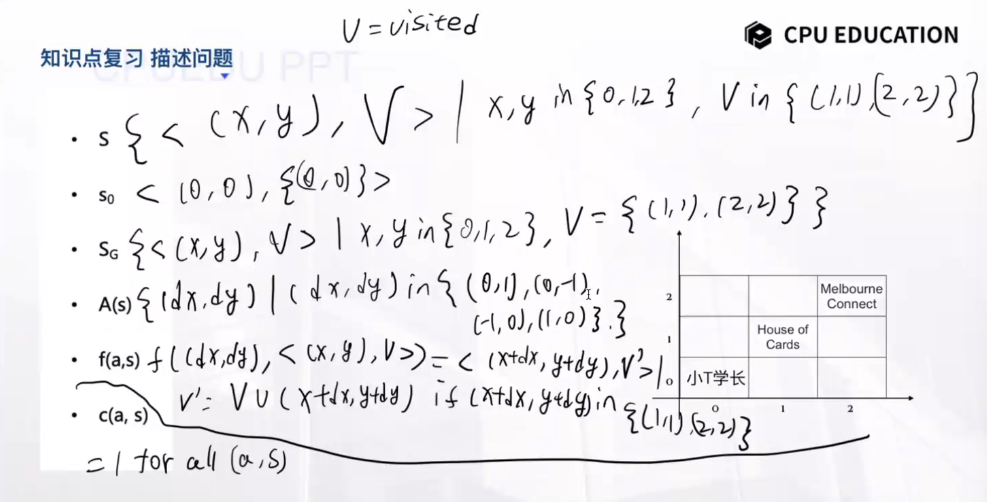 V = visited
CPU EDUCATION
知识点复习 描述问题
CPUEDU PPT
• S {< (x,y), V> | x,y in {0,1,2}, V in {(1,1),(2,2)}}
• S₀ < (0,0), {(0,0)}>
• S_G {<(x,y), V> | x,y in {0,1,2}, V = {(1,1),(2,2)}}
• A(s) {(dx,dy) | (dx,dy) in {(0,1),(0,-1),
(-1,0),(1,0)}.}
• f(a,s) f((dx,dy), <(x,y),V>) = < (x+dx, y+dy), V'> |
V' = V ∪ (x+dx, y+dy) if (x+dx, y+dy) in {(1,1),(2,2)}
• c(a, s)
= 1 for all (a,s)
2
Melbourne
Connect
1
House of
Cards
0
小T学长
0 1 2